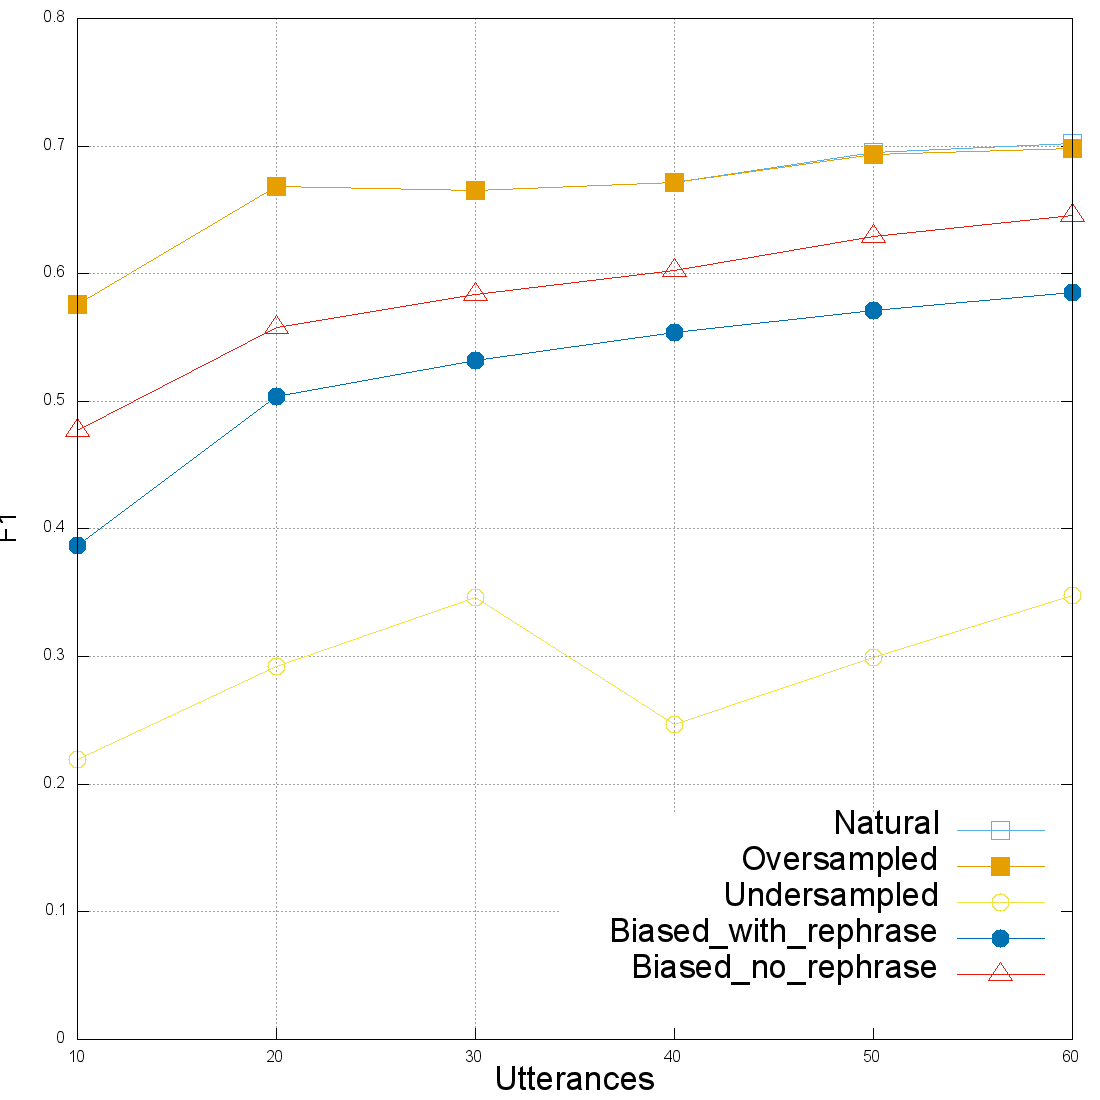 0.8
0.7
0.6
0.5
0.4
0.3
0.2
0.1
0
F1
Natural
Oversampled
Undersampled
Biased_with_rephrase
Biased_no_rephrase
10 20 30 40 50 60
Utterances